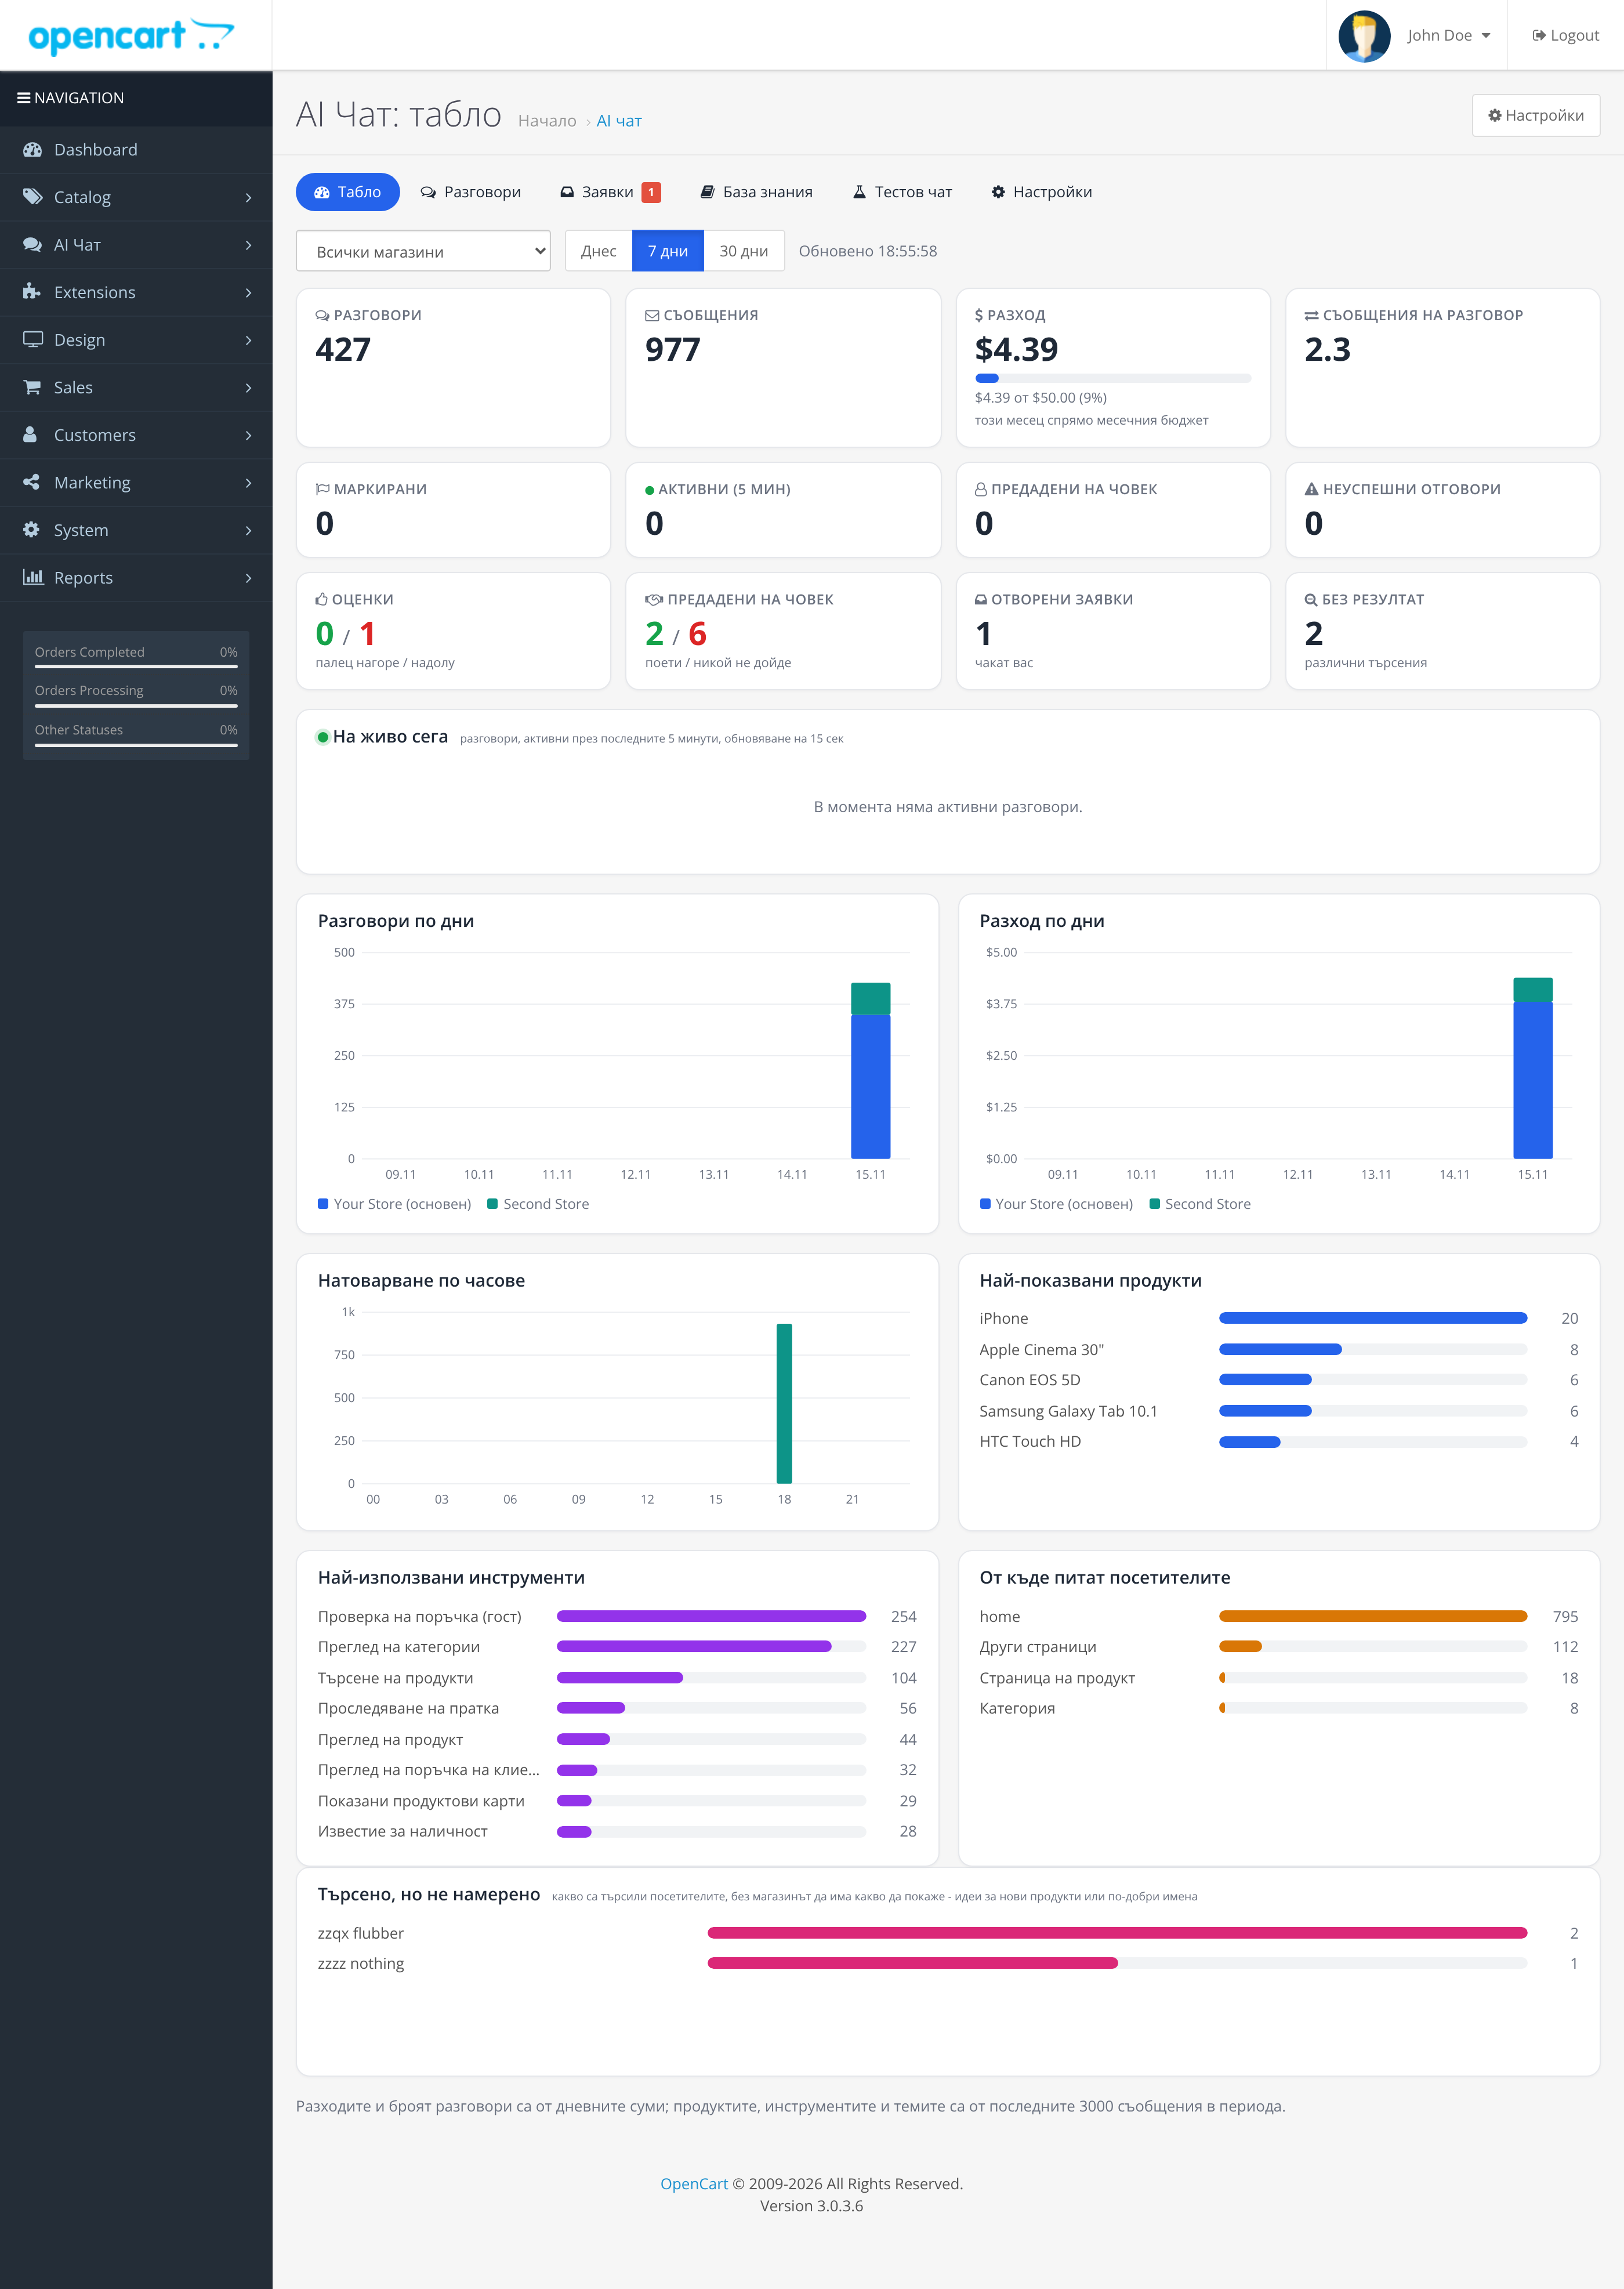 opencart
John Doe
Logout
NAVIGATION
Dashboard
Catalog
AI Чат
Extensions
Design
Sales
Customers
Marketing
System
Reports
Orders Completed 0%
Orders Processing 0%
Other Statuses 0%
AI Чат: табло
Начало › AI чат
Настройки
Табло
Разговори
Заявки 1
База знания
Тестов чат
Настройки
Всички магазини
Днес
7 дни
30 дни
Обновено 18:55:58
РАЗГОВОРИ
427
СЪОБЩЕНИЯ
977
РАЗХОД
$4.39
$4.39 от $50.00 (9%)
този месец спрямо месечния бюджет
СЪОБЩЕНИЯ НА РАЗГОВОР
2.3
МАРКИРАНИ
0
АКТИВНИ (5 МИН)
0
ПРЕДАДЕНИ НА ЧОВЕК
0
НЕУСПЕШНИ ОТГОВОРИ
0
ОЦЕНКИ
0 / 1
палец нагоре / надолу
ПРЕДАДЕНИ НА ЧОВЕК
2 / 6
поети / никой не дойде
ОТВОРЕНИ ЗАЯВКИ
1
чакат вас
БЕЗ РЕЗУЛТАТ
2
различни търсения
На живо сега разговори, активни през последните 5 минути, обновяване на 15 сек
В момента няма активни разговори.
Разговори по дни
500
375
250
125
0
09.11 10.11 11.11 12.11 13.11 14.11 15.11
Your Store (основен) Second Store
Разход по дни
$5.00
$3.75
$2.50
$1.25
$0.00
09.11 10.11 11.11 12.11 13.11 14.11 15.11
Your Store (основен) Second Store
Натоварване по часове
1k
750
500
250
0
00 03 06 09 12 15 18 21
Най-показвани продукти
iPhone 20
Apple Cinema 30" 8
Canon EOS 5D 6
Samsung Galaxy Tab 10.1 6
HTC Touch HD 4
Най-използвани инструменти
Проверка на поръчка (гост) 254
Преглед на категории 227
Търсене на продукти 104
Проследяване на пратка 56
Преглед на продукт 44
Преглед на поръчка на клие... 32
Показани продуктови карти 29
Известие за наличност 28
От къде питат посетителите
home 795
Други страници 112
Страница на продукт 18
Категория 8
Търсено, но не намерено какво са търсили посетителите, без магазинът да има какво да покаже - идеи за нови продукти или по-добри имена
zzqx flubber 2
zzzz nothing 1
Разходите и броят разговори са от дневните суми; продуктите, инструментите и темите са от последните 3000 съобщения в периода.
OpenCart © 2009-2026 All Rights Reserved.
Version 3.0.3.6